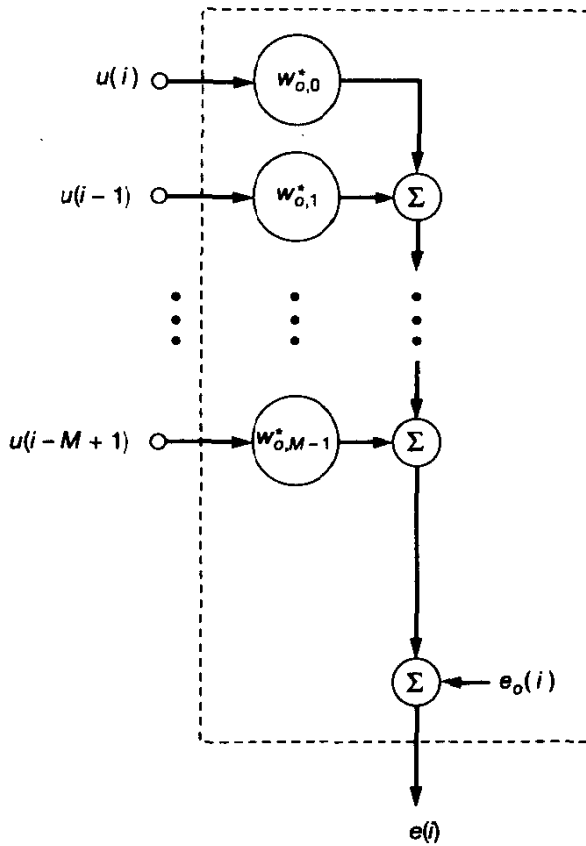 u(i)
w*o,0
u(i − 1)
w*o,1
Σ
u(i − M + 1)
w*o,M−1
Σ
Σ
eo(i)
e(i)